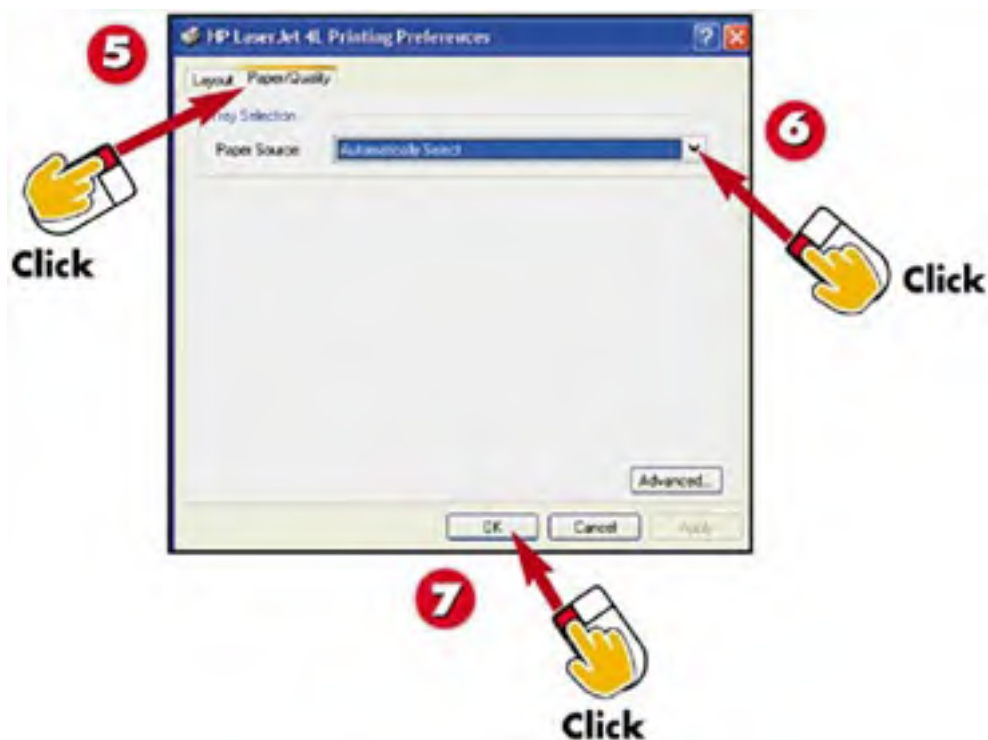 5
HP LaserJet 4L Printing Preferences
Layout Paper/Quality
Tray Selection
6
Paper Source: Automatically Select
Click
Click
Advanced...
OK Cancel Apply
7
Click